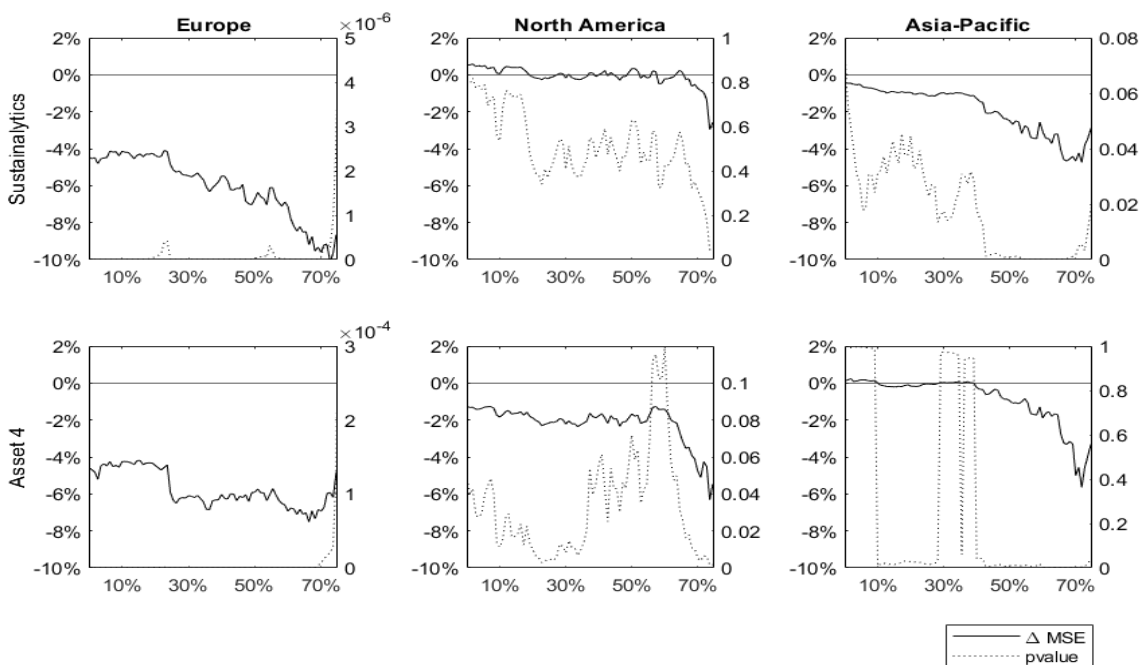 Europe
North America
Asia-Pacific
×10-6
2% 5 2% 1 2% 0.08
0% 4 0% 0.8 0% 0.06
-2% 3 -2% 0.6 -2%
-4% 2 -4% 0.4 -4% 0.04
-6% 1 -6% 0.2 -6% 0.02
-8% -8% -8%
-10% 0 -10% 0 -10% 0
10% 30% 50% 70% 10% 30% 50% 70% 10% 30% 50% 70%
Sustainalytics
×10-4
2% 3 2% 2% 1
0% 0% 0.1 0% 0.8
-2% 2 -2% 0.08 -2% 0.6
-4% -4% 0.06 -4%
-6% 1 -6% 0.04 -6% 0.4
-8% -8% 0.02 -8% 0.2
-10% 0 -10% 0 -10% 0
10% 30% 50% 70% 10% 30% 50% 70% 10% 30% 50% 70%
Asset 4
Δ MSE
pvalue